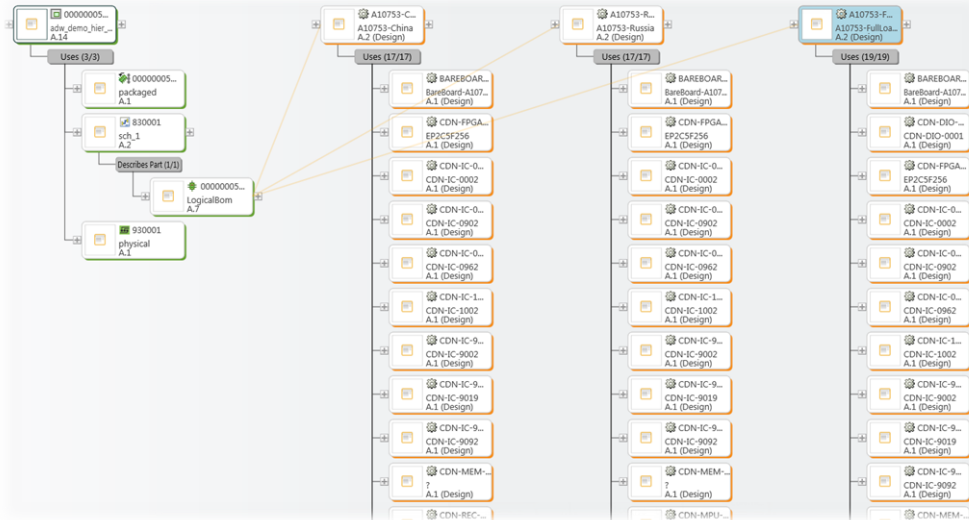 00000005...
adw_demo_hier_...
A.14
Uses (3/3)
00000005...
packaged
A.1
830001
sch_1
A.2
Describes Part (1/1)
00000005...
LogicalBom
A.7
930001
physical
A.1
A10753-C...
A10753-China
A.2 (Design)
Uses (17/17)
BAREBOAR...
BareBoard-A107...
A.1 (Design)
CDN-FPGA...
EP2C5F256
A.1 (Design)
CDN-IC-0...
CDN-IC-0002
A.1 (Design)
CDN-IC-0...
CDN-IC-0902
A.1 (Design)
CDN-IC-0...
CDN-IC-0962
A.1 (Design)
CDN-IC-1...
CDN-IC-1002
A.1 (Design)
CDN-IC-9...
CDN-IC-9002
A.1 (Design)
CDN-IC-9...
CDN-IC-9019
A.1 (Design)
CDN-IC-9...
CDN-IC-9092
A.1 (Design)
CDN-MEM-...
?
A.1 (Design)
CDN-REC-...
A10753-R...
A10753-Russia
A.2 (Design)
Uses (17/17)
BAREBOAR...
BareBoard-A107...
A.1 (Design)
CDN-FPGA...
EP2C5F256
A.1 (Design)
CDN-IC-0...
CDN-IC-0002
A.1 (Design)
CDN-IC-0...
CDN-IC-0902
A.1 (Design)
CDN-IC-0...
CDN-IC-0962
A.1 (Design)
CDN-IC-1...
CDN-IC-1002
A.1 (Design)
CDN-IC-9...
CDN-IC-9002
A.1 (Design)
CDN-IC-9...
CDN-IC-9019
A.1 (Design)
CDN-IC-9...
CDN-IC-9092
A.1 (Design)
CDN-MEM-...
?
A.1 (Design)
CDN-MPU-...
A10753-F...
A10753-FullLoa...
A.2 (Design)
Uses (19/19)
BAREBOAR...
BareBoard-A107...
A.1 (Design)
CDN-DIO-...
CDN-DIO-0001
A.1 (Design)
CDN-FPGA...
EP2C5F256
A.1 (Design)
CDN-IC-0...
CDN-IC-0002
A.1 (Design)
CDN-IC-0...
CDN-IC-0902
A.1 (Design)
CDN-IC-0...
CDN-IC-0962
A.1 (Design)
CDN-IC-1...
CDN-IC-1002
A.1 (Design)
CDN-IC-9...
CDN-IC-9002
A.1 (Design)
CDN-IC-9...
CDN-IC-9019
A.1 (Design)
CDN-IC-9...
CDN-IC-9092
A.1 (Design)
CDN-MEM-...